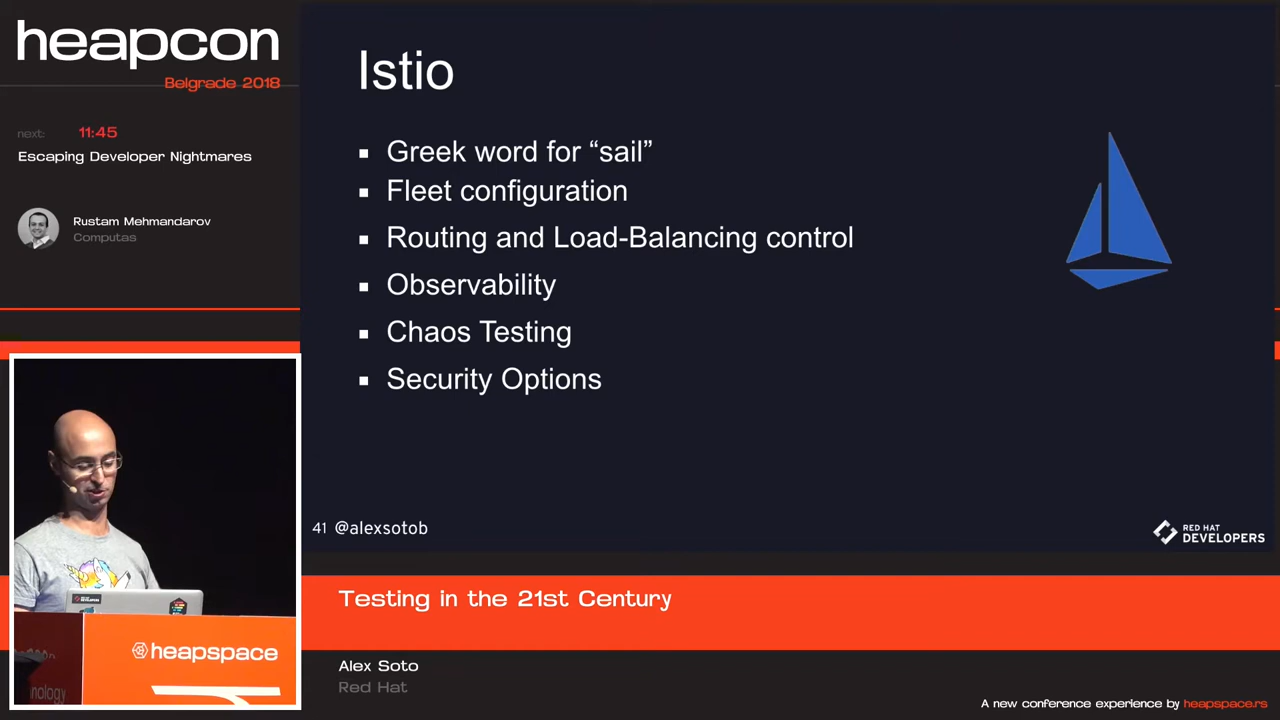 heapcon
Belgrade 2018
next: 11:45
Escaping Developer Nightmares
Rustam Mehmandarov
Computas
Istio
Greek word for “sail”
Fleet configuration
Routing and Load-Balancing control
Observability
Chaos Testing
Security Options
41 @alexsotob
RED HAT
DEVELOPERS
heapspace
nology
Testing in the 21st Century
Alex Soto
Red Hat
A new conference experience by heapspace.rs